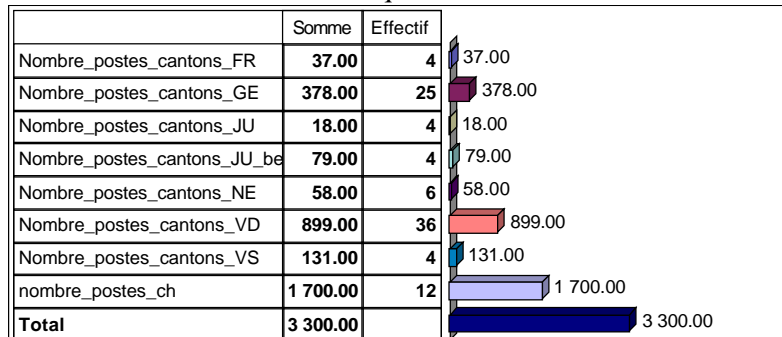 Somme Effectif
Nombre_postes_cantons_FR 37.00 4 37.00
Nombre_postes_cantons_GE 378.00 25 378.00
Nombre_postes_cantons_JU 18.00 4 18.00
Nombre_postes_cantons_JU_be 79.00 4 79.00
Nombre_postes_cantons_NE 58.00 6 58.00
Nombre_postes_cantons_VD 899.00 36 899.00
Nombre_postes_cantons_VS 131.00 4 131.00
nombre_postes_ch 1 700.00 12 1 700.00
Total 3 300.00 3 300.00